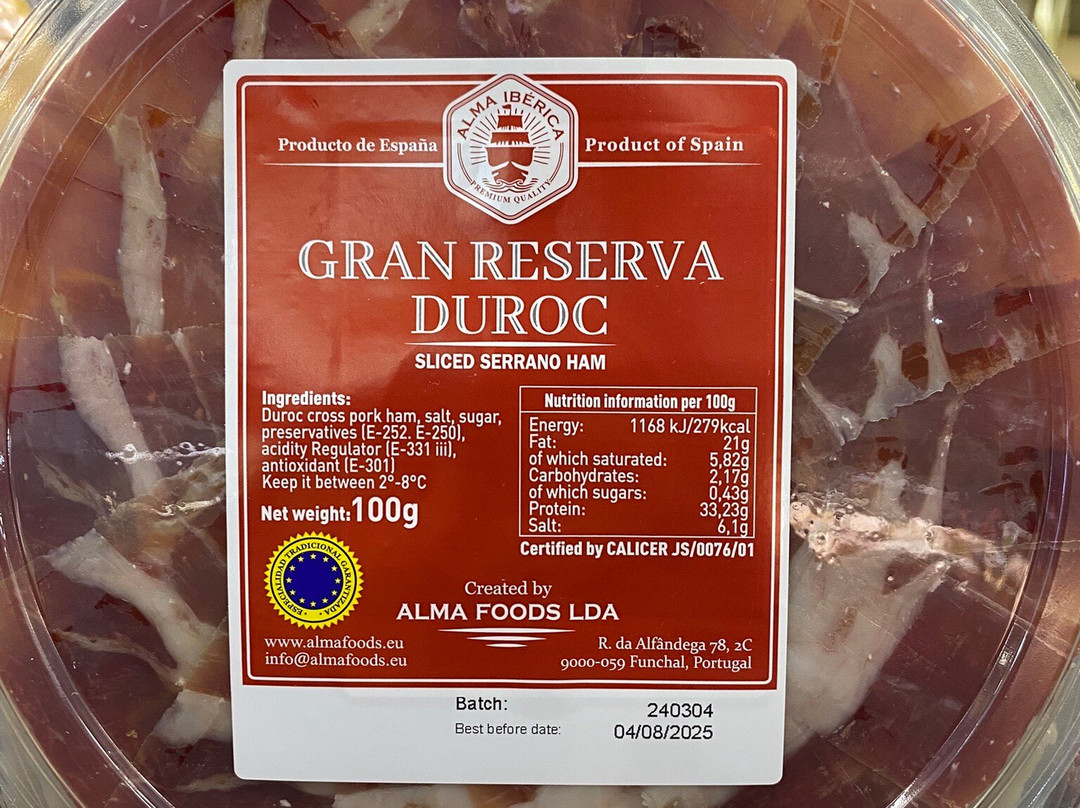 ALMA IBÉRICA
PREMIUM QUALITY
Producto de España
Product of Spain
GRAN RESERVA
DUROC
SLICED SERRANO HAM
Ingredients:
Duroc cross pork ham, salt, sugar,
preservatives (E-252, E-250),
acidity Regulator (E-331 iii),
antioxidant (E-301)
Keep it between 2º-8ºC
Net weight:100g
Nutrition information per 100g
Energy: 1168 kJ/279kcal
Fat: 21g
of which saturated: 5,82g
Carbohydrates: 2,17g
of which sugars: 0,43g
Protein: 33,23g
Salt: 6,1g
Certified by CALICER JS/0076/01
ESPECIALIDAD TRADICIONAL GARANTIZADA
Created by
ALMA FOODS LDA
www.almafoods.eu
info@almafoods.eu
R. da Alfândega 78, 2C
9000-059 Funchal, Portugal
Batch: 240304
Best before date: 04/08/2025